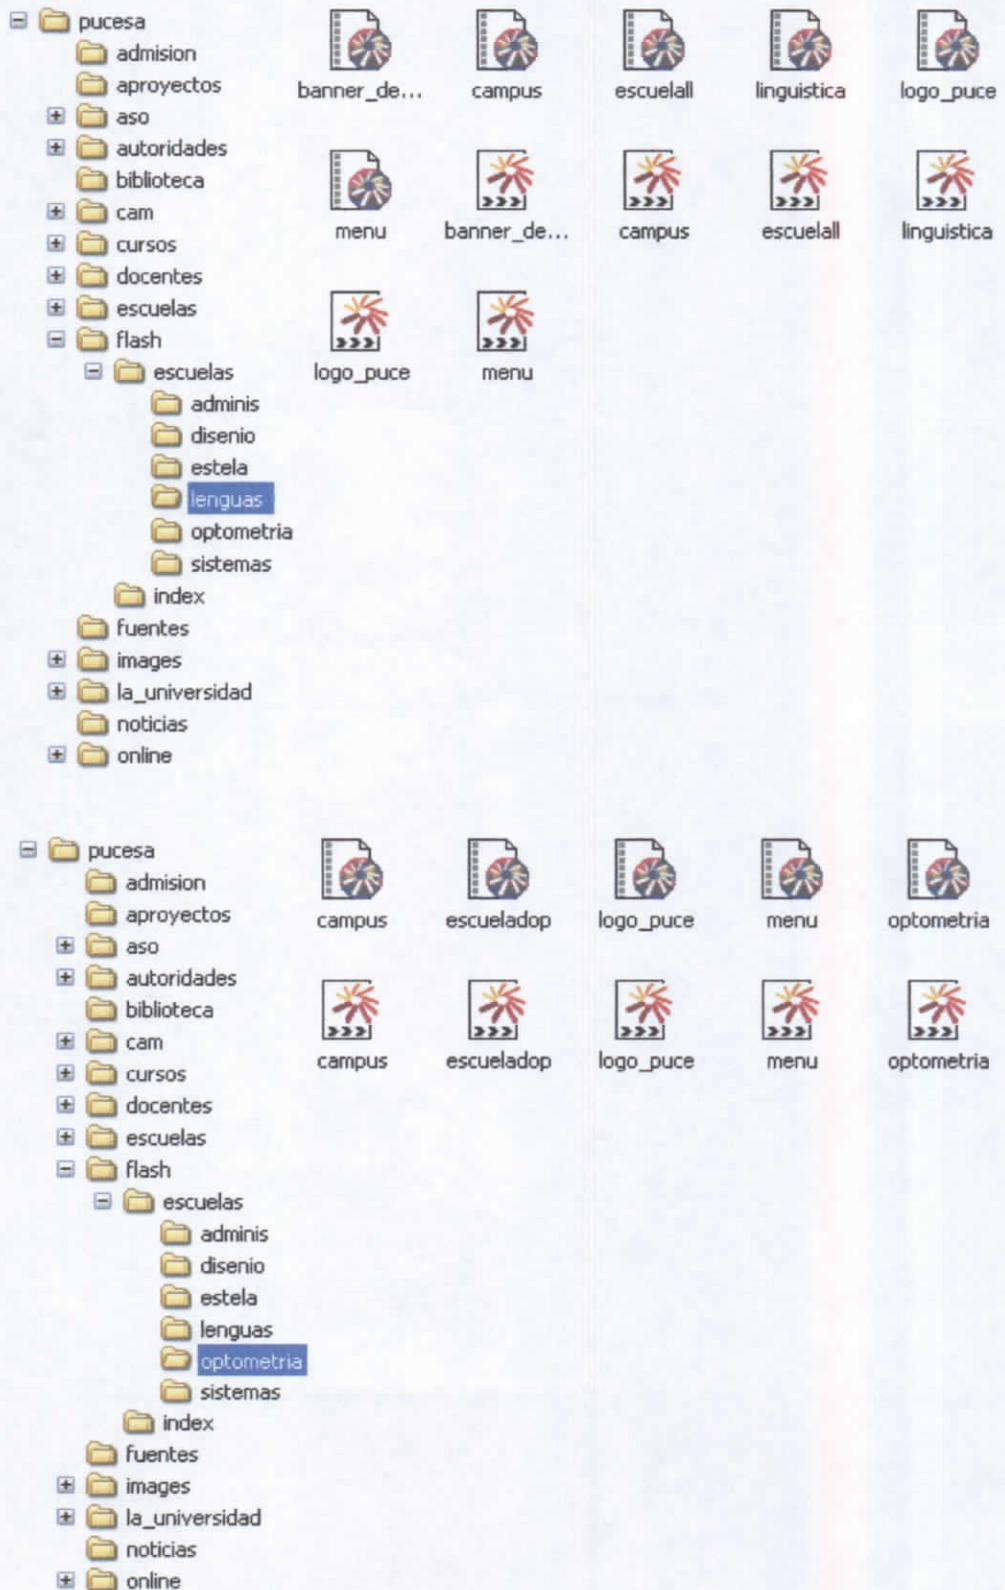 pucesa
admision
aproyectos
aso
autoridades
biblioteca
cam
cursos
docentes
escuelas
flash
escuelas
adminis
disenio
estela
lenguas
optometria
sistemas
index
fuentes
images
la_universidad
noticias
online
banner_de... campus escuelall linguistica logo_puce
menu banner_de... campus escuelall linguistica
logo_puce menu
pucesa
admision
aproyectos
aso
autoridades
biblioteca
cam
cursos
docentes
escuelas
flash
escuelas
adminis
disenio
estela
lenguas
optometria
sistemas
index
fuentes
images
la_universidad
noticias
online
campus escueladop logo_puce menu optometria
campus escueladop logo_puce menu optometria